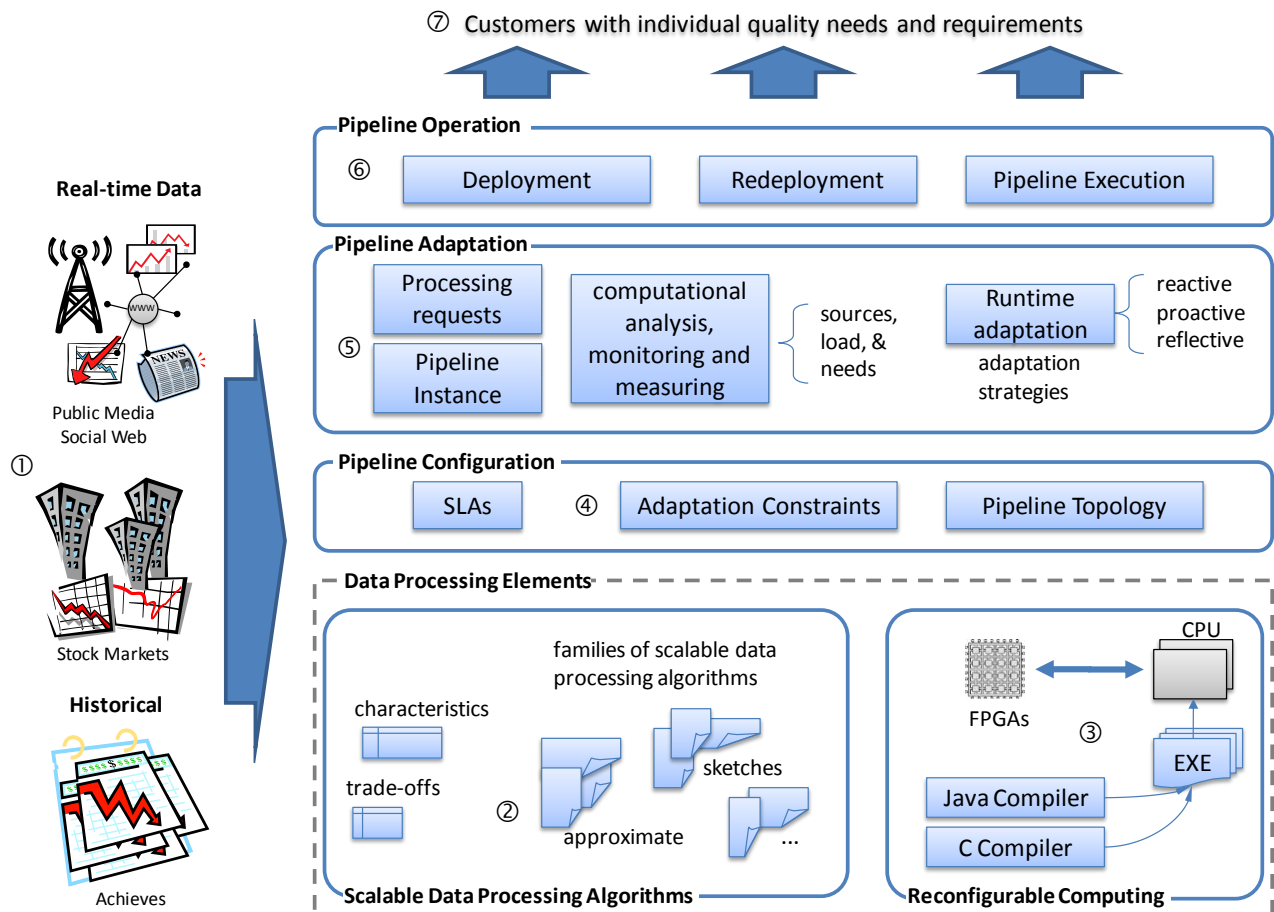 ⑦ Customers with individual quality needs and requirements
Pipeline Operation
⑥
Deployment
Redeployment
Pipeline Execution
Real-time Data
www
NEWS
Public Media
Social Web
①
Stock Markets
Historical
$$$$ $ $$$$
Achieves
Pipeline Adaptation
Processing
requests
⑤
Pipeline
Instance
computational
analysis,
monitoring and
measuring
sources,
load, &
needs
Runtime
adaptation
adaptation
strategies
reactive
proactive
reflective
Pipeline Configuration
SLAs
④
Adaptation Constraints
Pipeline Topology
Data Processing Elements
families of scalable data
processing algorithms
characteristics
trade-offs
②
approximate
sketches
...
Scalable Data Processing Algorithms
CPU
FPGAs
③
EXE
Java Compiler
C Compiler
Reconfigurable Computing